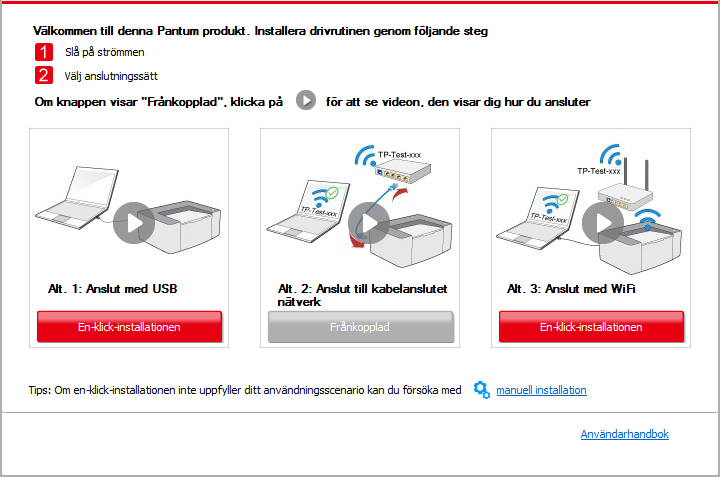 Välkommen till denna Pantum produkt. Installera drivrutinen genom följande steg
1 Slå på strömmen
2 Välj anslutningssätt
Om knappen visar "Frånkopplad", klicka på för att se videon, den visar dig hur du ansluter
TP-Test-xxx
TP-Test-xxx
TP-Test-xxx
TP-Test-xxx
Alt. 1: Anslut med USB
En-klick-installationen
Alt. 2: Anslut till kabelanslutet
nätverk
Frånkopplad
Alt. 3: Anslut med WiFi
En-klick-installationen
Tips: Om en-klick-installationen inte uppfyller ditt användningsscenario kan du försöka med manuell installation
Användarhandbok